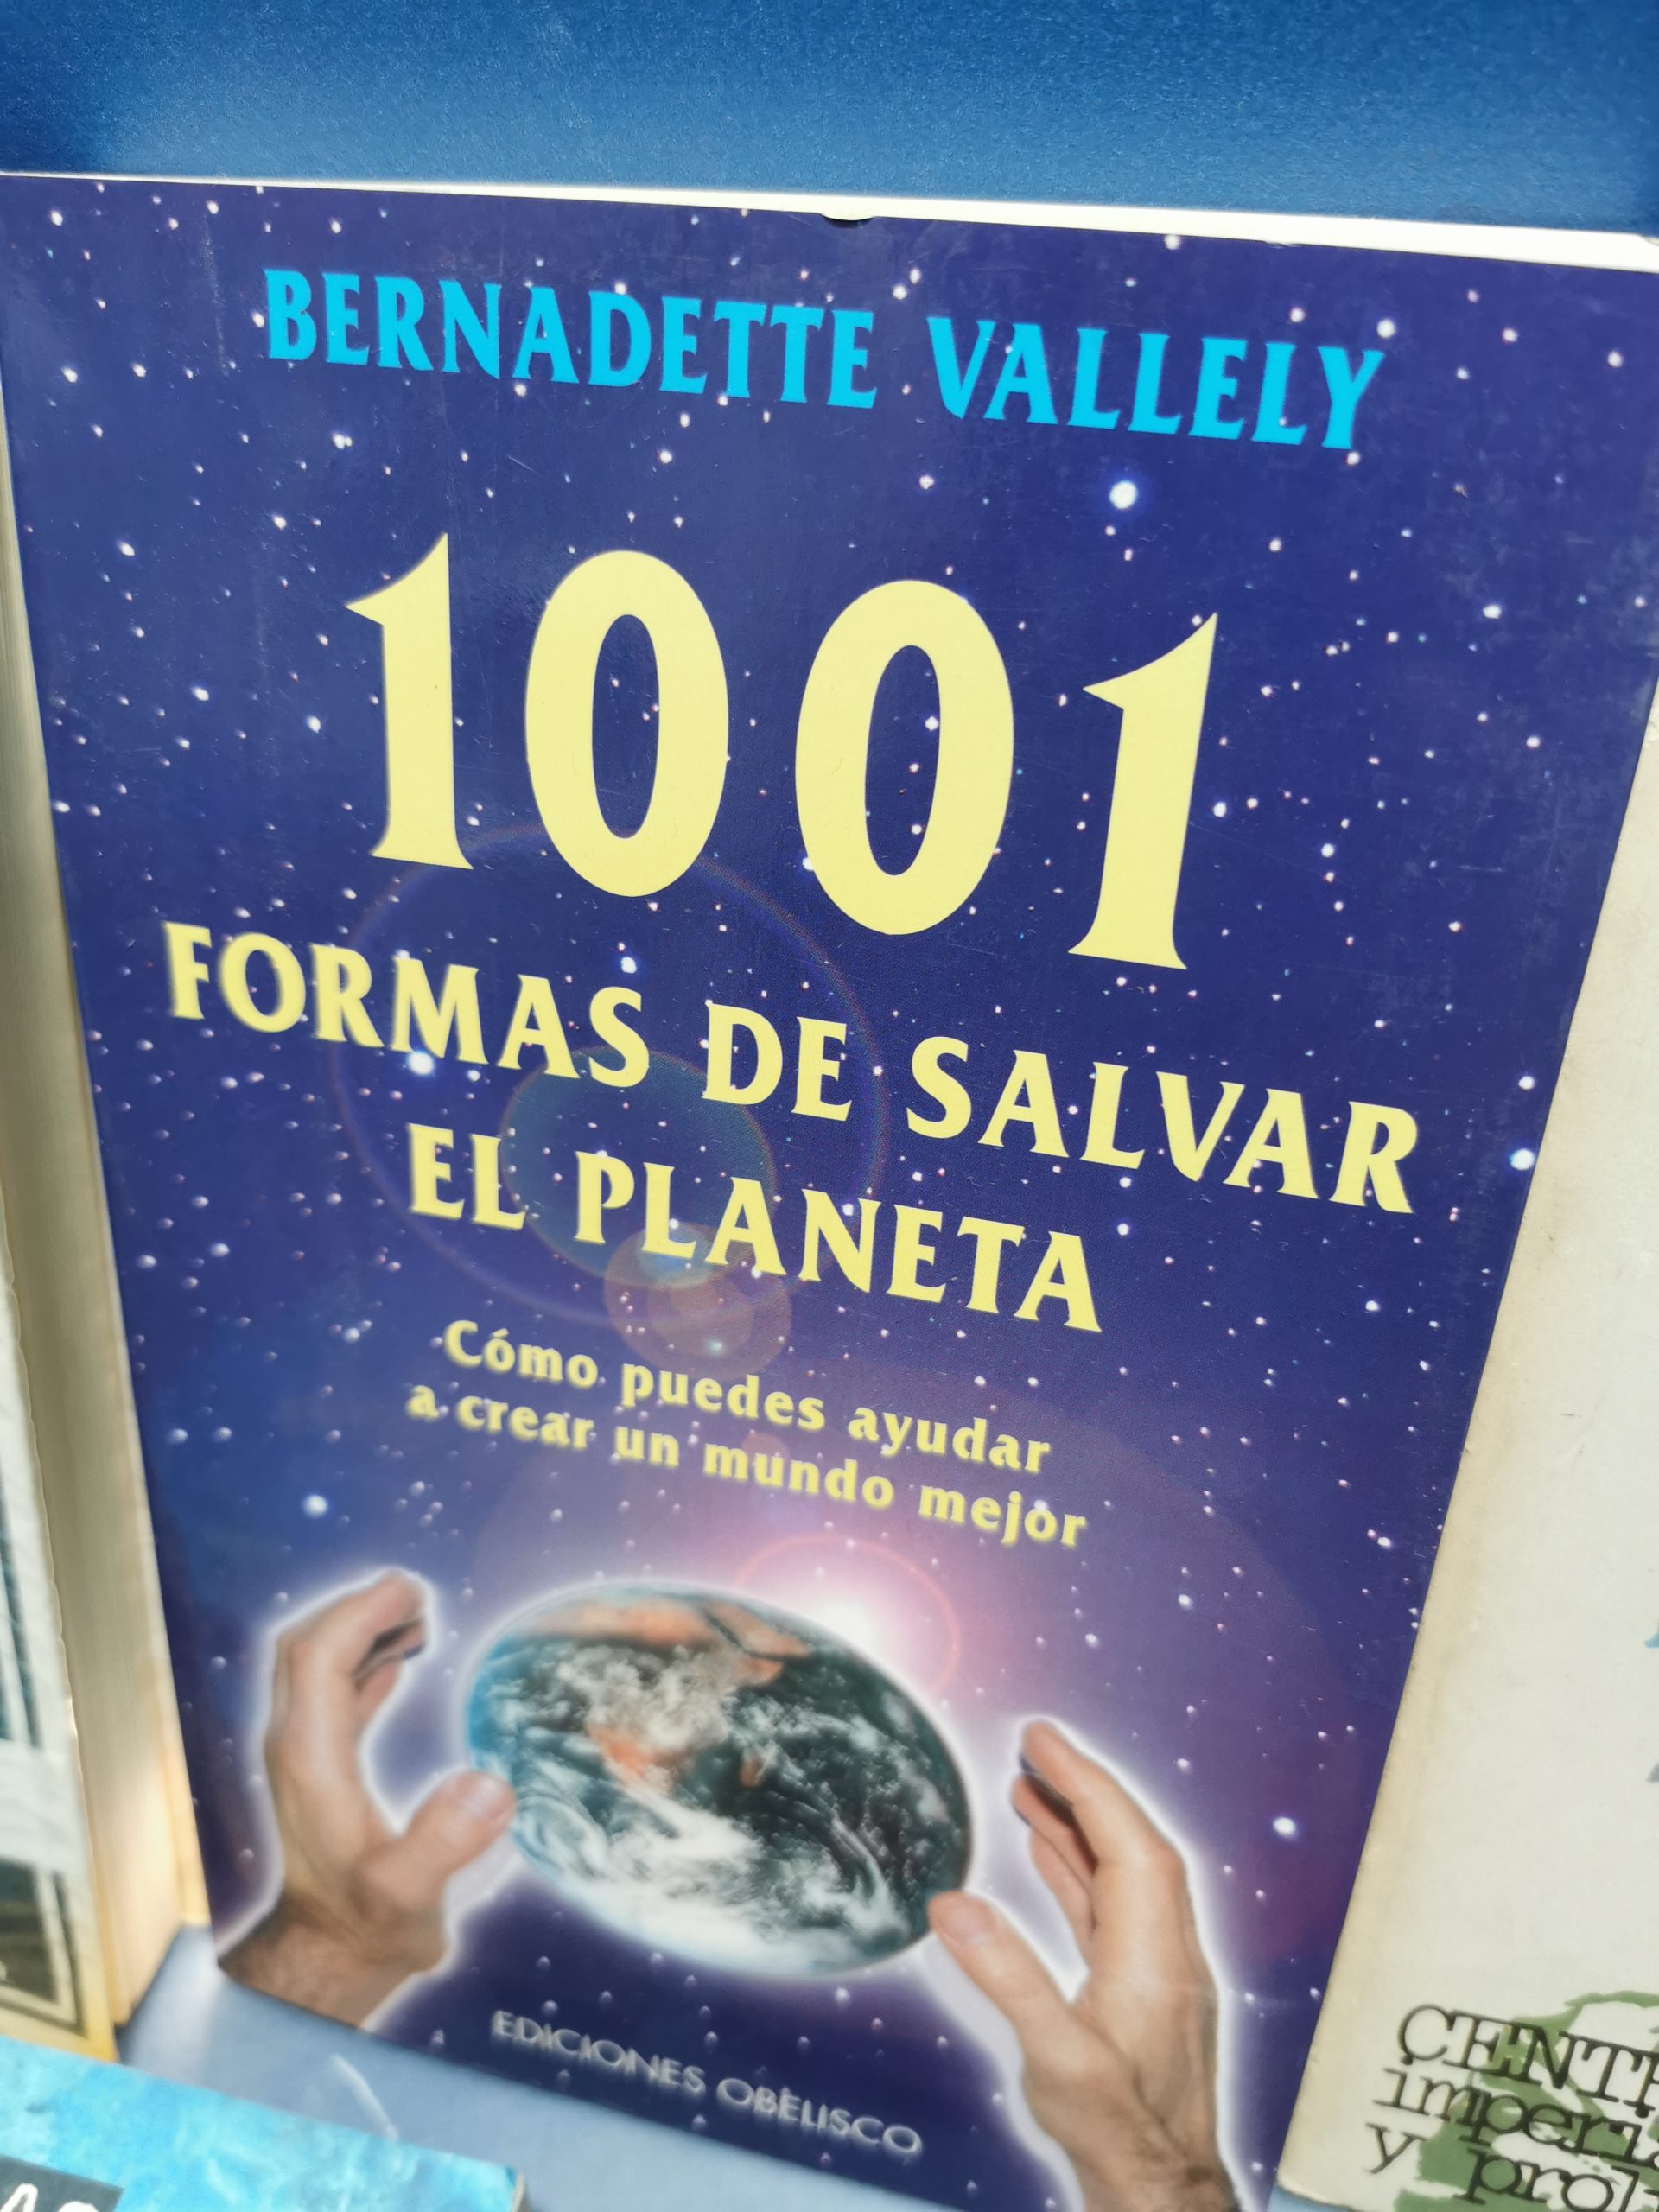 BERNADETTE VALLELY
1001
FORMAS DE SALVAR
EL PLANETA
Cómo puedes ayudar
a crear un mundo mejor
EDICIONES OBELISCO
y